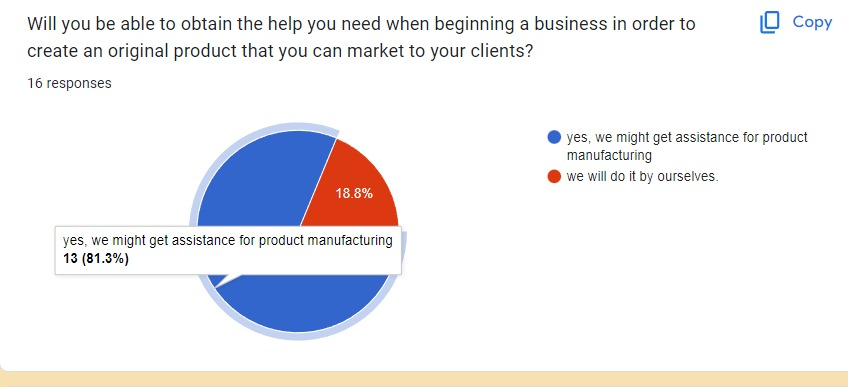 Will you be able to obtain the help you need when beginning a business in order to
create an original product that you can market to your clients?
Copy
16 responses
yes, we might get assistance for product
manufacturing
we will do it by ourselves.
18.8%
yes, we might get assistance for product manufacturing
13 (81.3%)